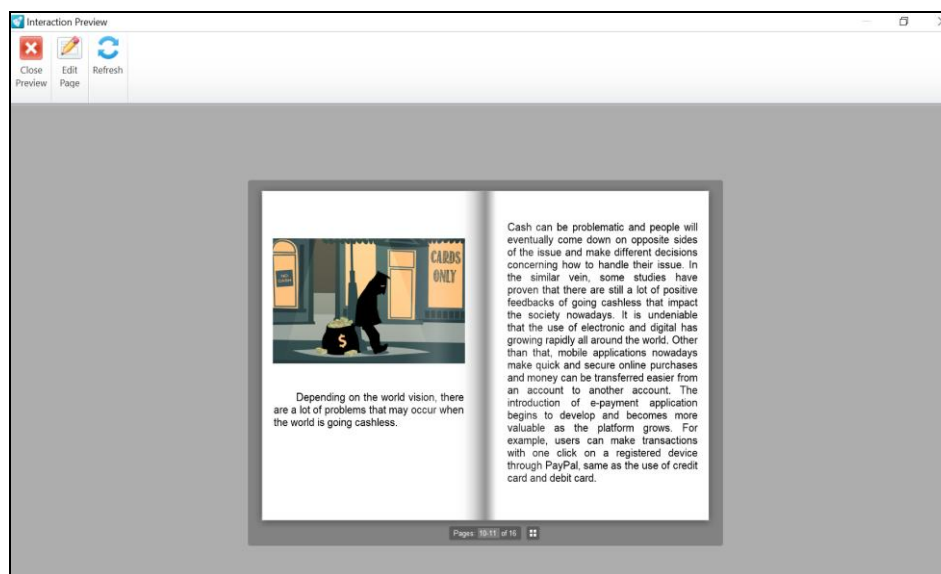 Interaction Preview
Close
Preview
Edit
Page
Refresh
CARDS
ONLY
$
Depending on the world vision, there
are a lot of problems that may occur when
the world is going cashless.
Cash can be problematic and people will
eventually come down on opposite sides
of the issue and make different decisions
concerning how to handle their issue. In
the similar vein, some studies have
proven that there are still a lot of positive
feedbacks of going cashless that impact
the society nowadays. It is undeniable
that the use of electronic and digital has
growing rapidly all around the world. Other
than that, mobile applications nowadays
make quick and secure online purchases
and money can be transferred easier from
an account to another account. The
introduction of e-payment application
begins to develop and becomes more
valuable as the platform grows. For
example, users can make transactions
with one click on a registered device
through PayPal, same as the use of credit
card and debit card.
Pages: 10-11 of 16